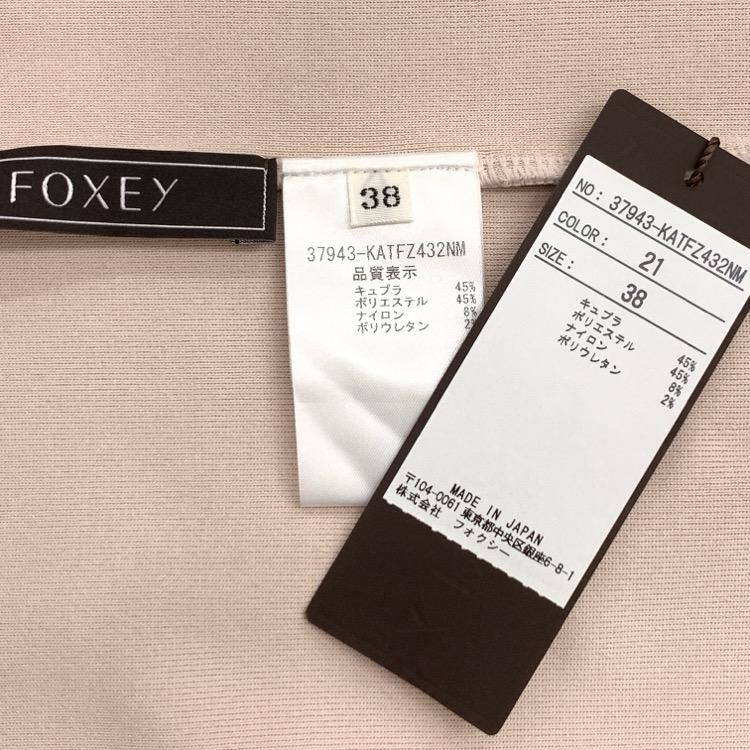 FOXEY
38
37943-KATFZ432NM
品質表示
キュプラ 45%
ポリエステル 45%
ナイロン 8%
ポリウレタン 2%
NO: 37943-KATFZ432NM
COLOR: 21
SIZE: 38
キュプラ 45%
ポリエステル 45%
ナイロン 8%
ポリウレタン 2%
MADE IN JAPAN
〒104-0061 東京都中央区銀座6-8-1
株式会社 フォクシー